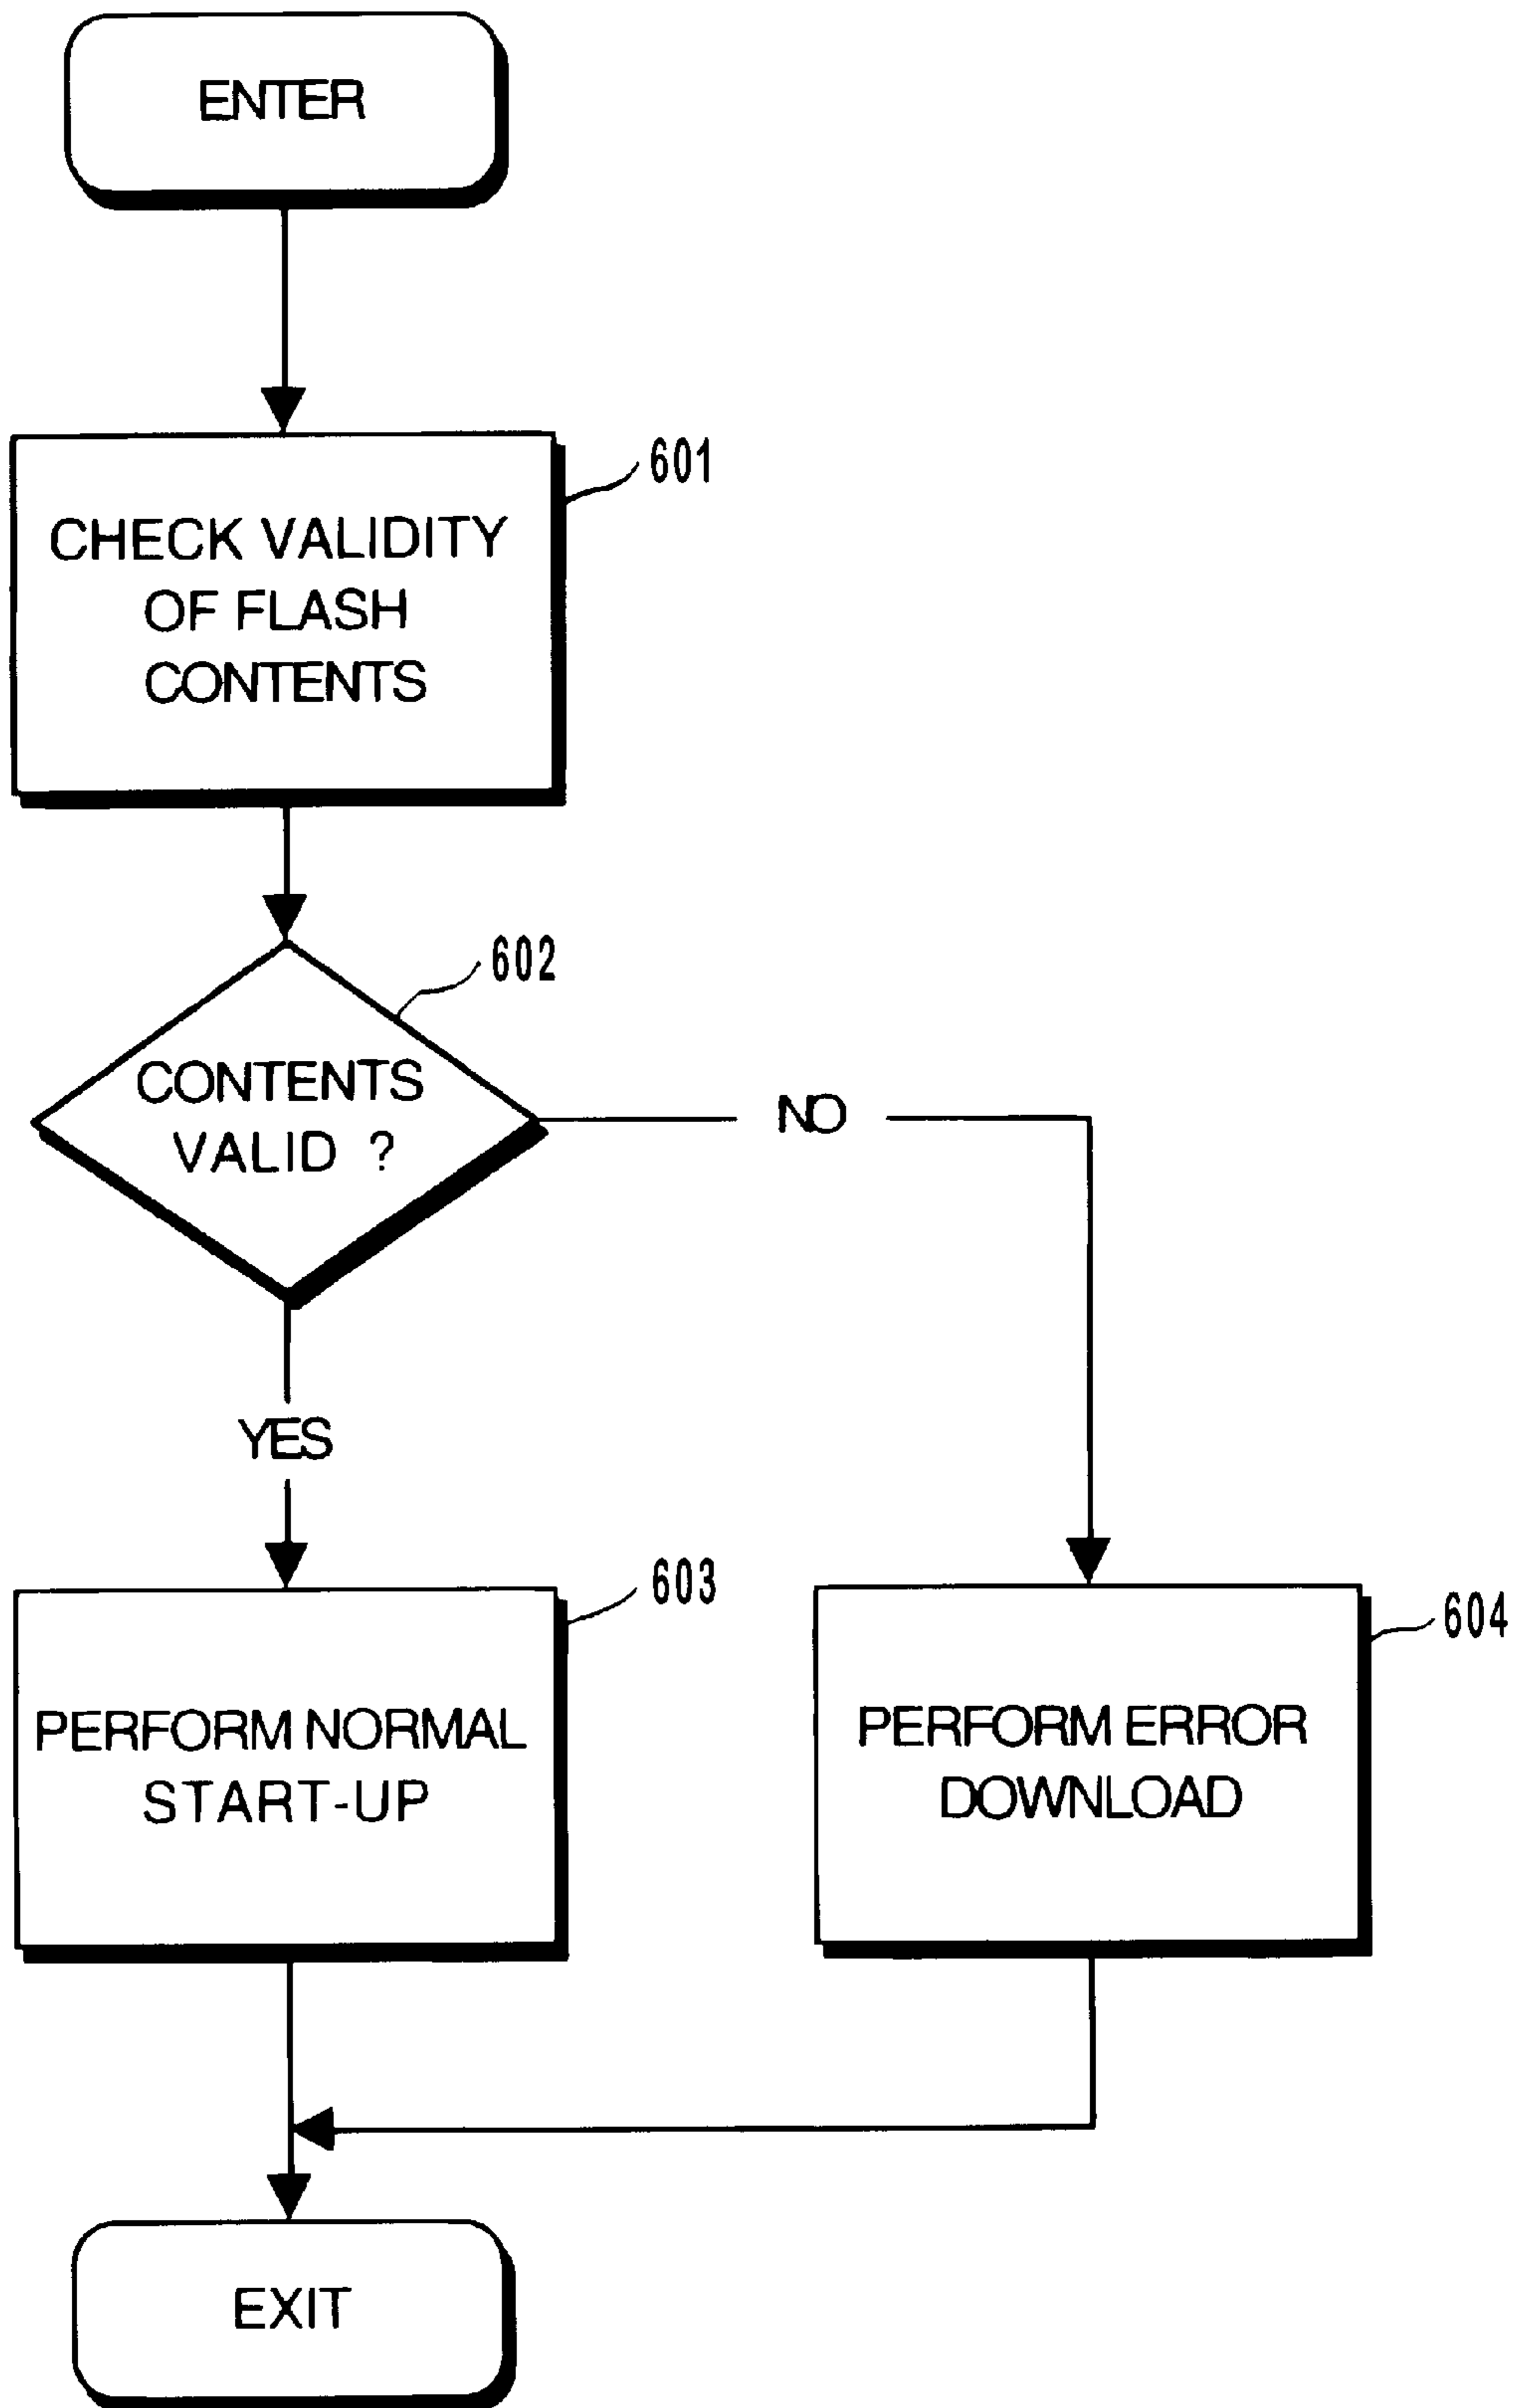 ENTER
601
CHECK VALIDITY
OF FLASH
CONTENTS
602
CONTENTS
VALID ?
NO
YES
603
PERFORM NORMAL
START-UP
604
PERFORM ERROR
DOWNLOAD
EXIT